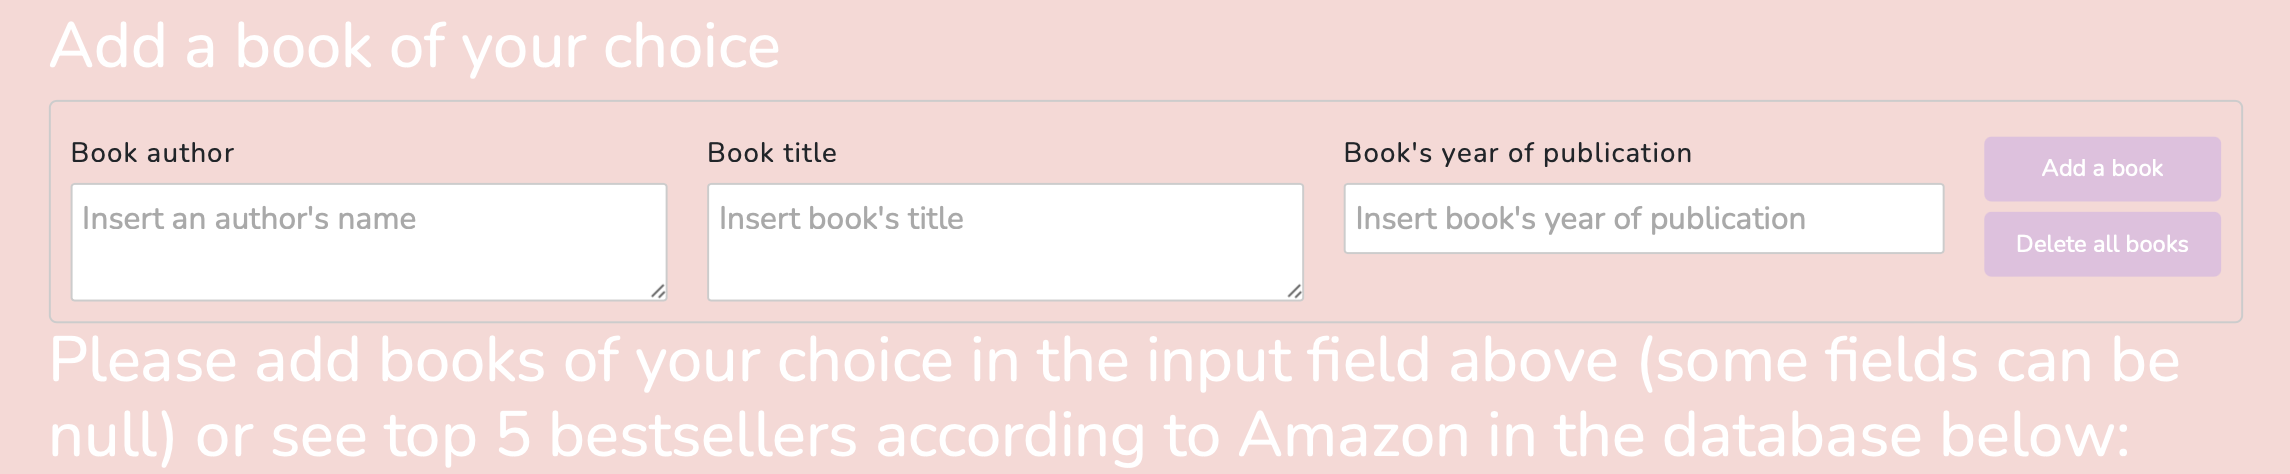 Add a book of your choice
Book author
Book title
Book's year of publication
Insert an author's name
Insert book's title
Insert book's year of publication
Add a book
Delete all books
Please add books of your choice in the input field above (some fields can be
null) or see top 5 bestsellers according to Amazon in the database below: